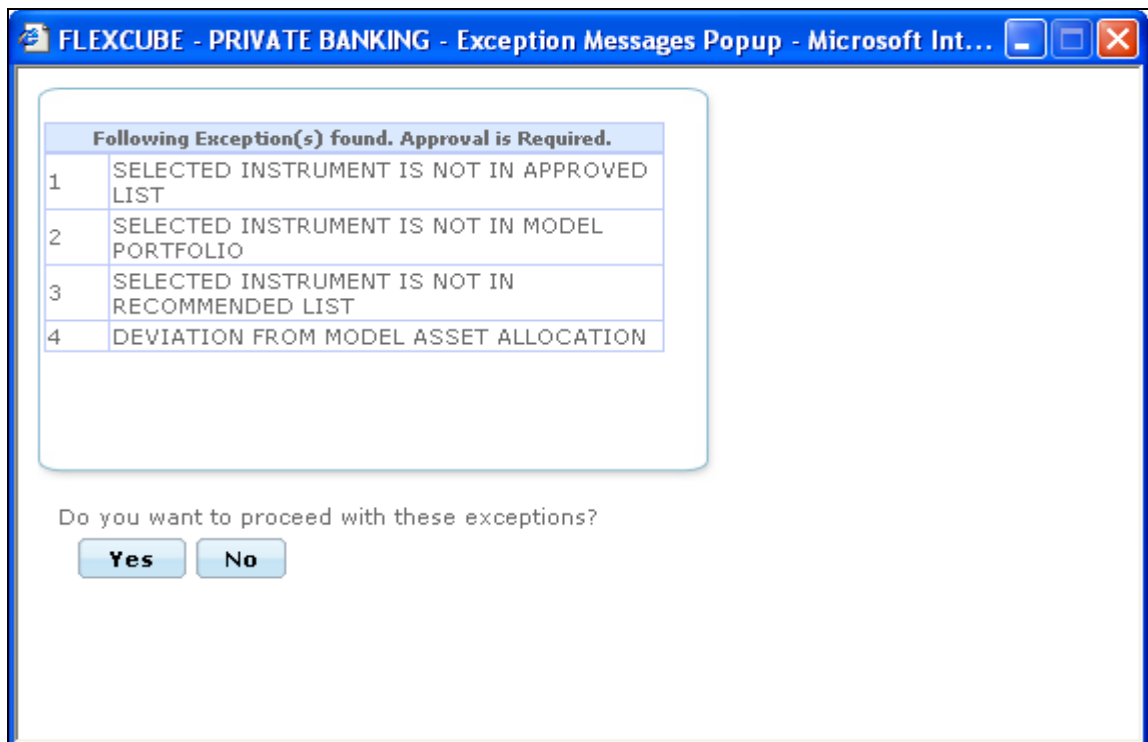 FLEXCUBE - PRIVATE BANKING - Exception Messages Popup - Microsoft Int...
Following Exception(s) found. Approval is Required.
1 SELECTED INSTRUMENT IS NOT IN APPROVED
LIST
2 SELECTED INSTRUMENT IS NOT IN MODEL
PORTFOLIO
3 SELECTED INSTRUMENT IS NOT IN
RECOMMENDED LIST
4 DEVIATION FROM MODEL ASSET ALLOCATION
Do you want to proceed with these exceptions?
Yes No